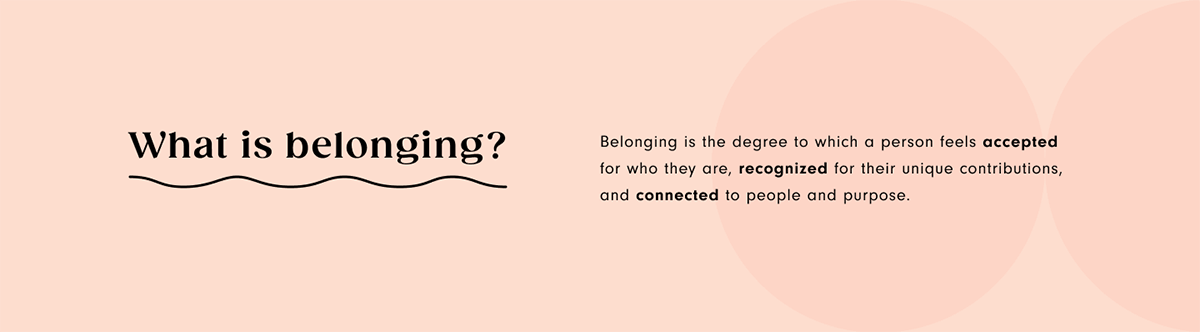 What is belonging?
Belonging is the degree to which a person feels accepted
for who they are, recognized for their unique contributions,
and connected to people and purpose.